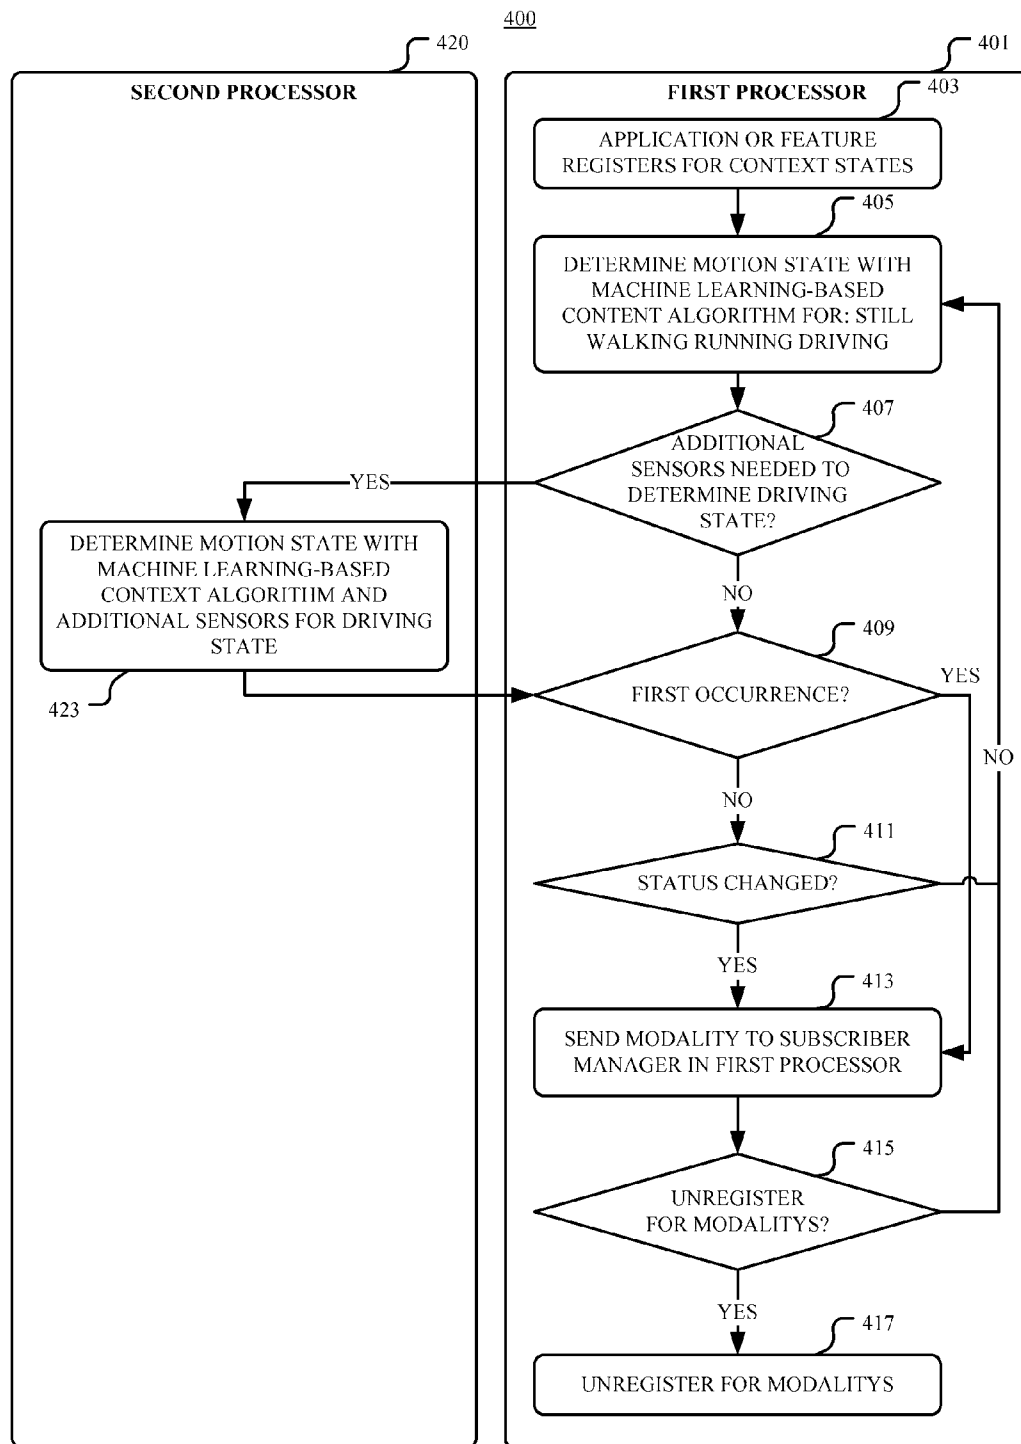 400
420
401
SECOND PROCESSOR
FIRST PROCESSOR
403
APPLICATION OR FEATURE
REGISTERS FOR CONTEXT STATES
405
DETERMINE MOTION STATE WITH
MACHINE LEARNING-BASED
CONTENT ALGORITHM FOR: STILL
WALKING RUNNING DRIVING
407
ADDITIONAL
SENSORS NEEDED TO
DETERMINE DRIVING
STATE?
YES
DETERMINE MOTION STATE WITH
MACHINE LEARNING-BASED
CONTEXT ALGORITHM AND
ADDITIONAL SENSORS FOR DRIVING
STATE
423
NO
409
FIRST OCCURRENCE?
YES
NO
NO
411
STATUS CHANGED?
YES
413
SEND MODALITY TO SUBSCRIBER
MANAGER IN FIRST PROCESSOR
415
UNREGISTER
FOR MODALITYS?
YES
417
UNREGISTER FOR MODALITYS